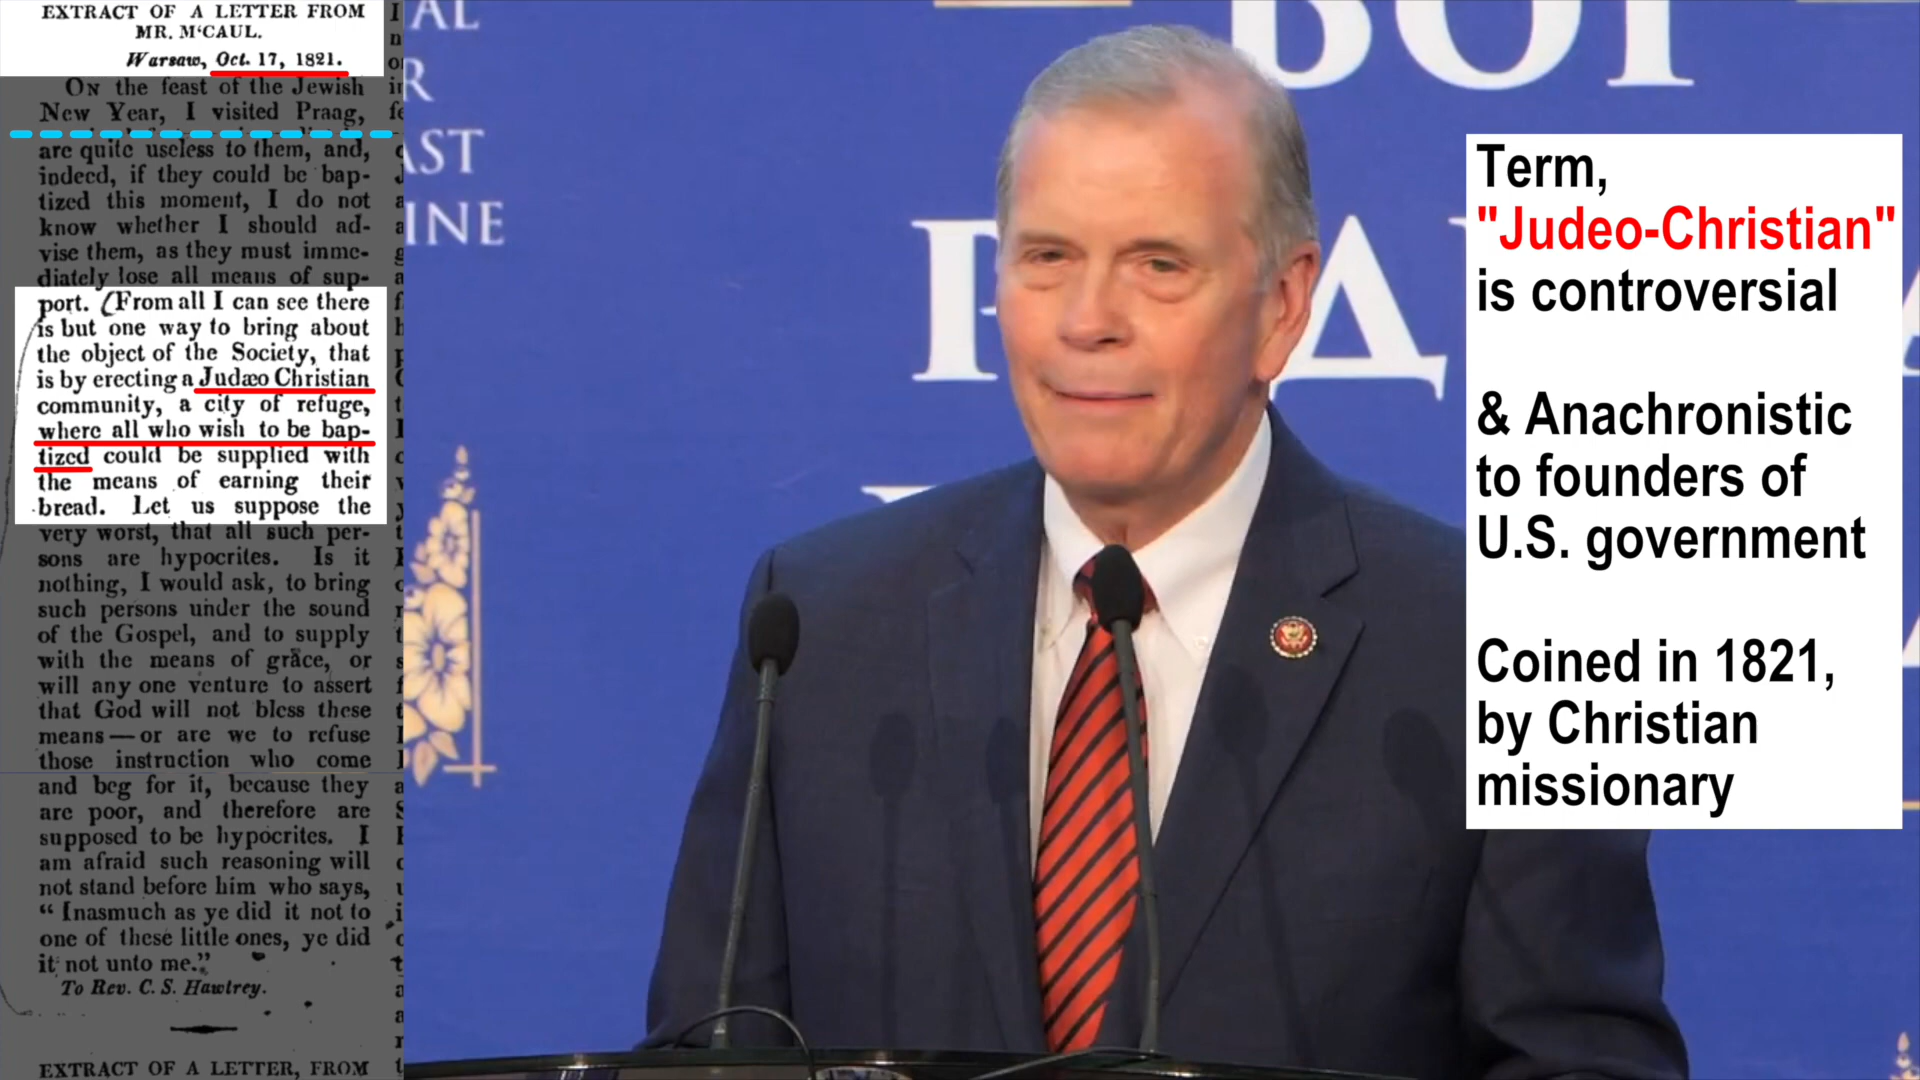 EXTRACT OF A LETTER FROM
MR. M'CAUL.
Warsaw, Oct. 17, 1821.
ON the feast of the Jewish
New Year, I visited Praag,
are quite useless to them, and,
indeed, if they could be bap-
tized this moment, I do not
know whether I should ad-
vise them, as they must imme-
diately lose all means of sup-
port. (From all I can see there
is but one way to bring about
the object of the Society, that
is by erecting a Judæo Christian
community, a city of refuge,
where all who wish to be bap-
tized could be supplied with
the means of earning their
bread. Let us suppose the
very worst, that all such per-
sons are hypocrites. Is it
nothing, I would ask, to bring
such persons under the sound
of the Gospel, and to supply
with the means of grace, or
will any one venture to assert
that God will not bless these
means — or are we to refuse
those instruction who come
and beg for it, because they
are poor, and therefore are
supposed to be hypocrites. I
am afraid such reasoning will
not stand before him who says,
“ Inasmuch as ye did it not to
one of these little ones, ye did
it not unto me.”
To Rev. C. S. Hawtrey.
EXTRACT OF A LETTER, FROM
AL
R
AST
INE
БОГ
Term,
"Judeo-Christian"
is controversial
& Anachronistic
to founders of
U.S. government
Coined in 1821,
by Christian
missionary